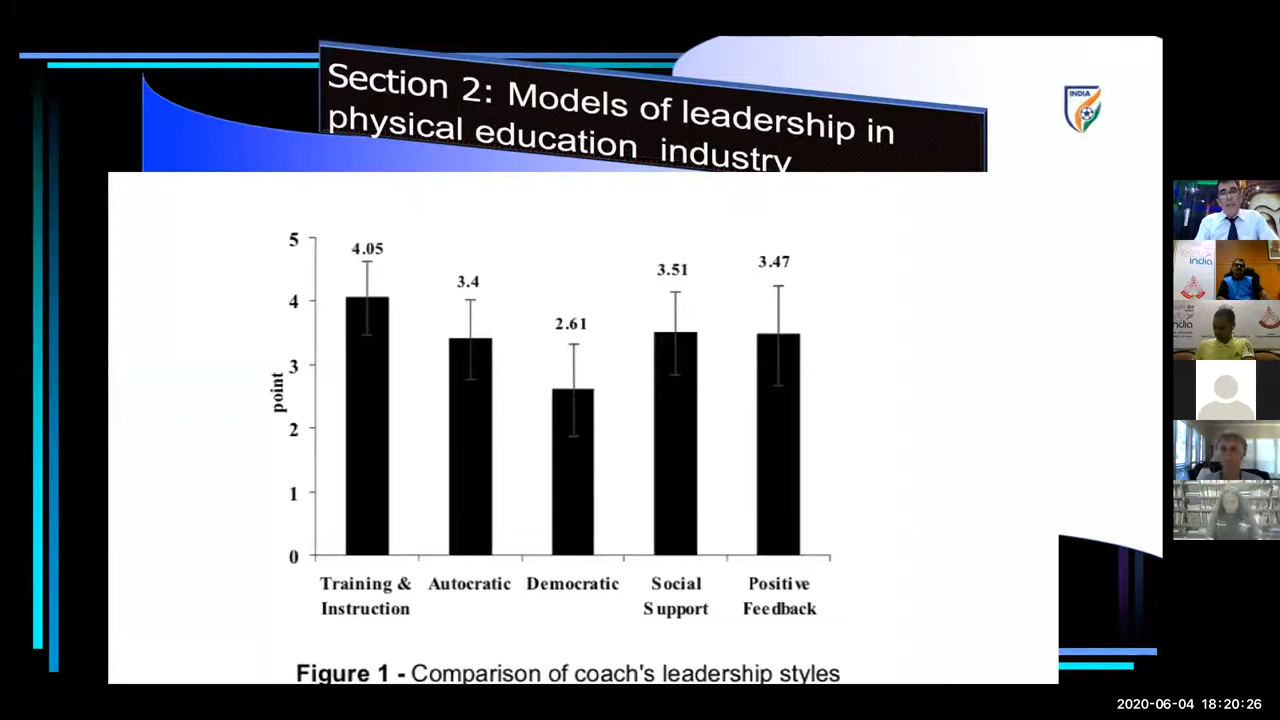 Section 2: Models of leadership in
physical education industry
INDIA
5
4.05
3.4
2.61
3.51
3.47
4
3
2
1
0
point
Training & Autocratic Democratic Social Positive
Instruction Support Feedback
Figure 1 - Comparison of coach's leadership styles
india
2020-06-04 18:20:26